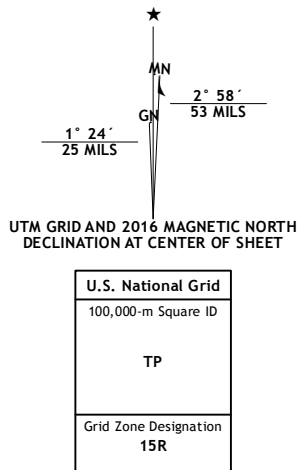 ★
MN
GN
2° 58´
53 MILS
1° 24´
25 MILS
UTM GRID AND 2016 MAGNETIC NORTH
DECLINATION AT CENTER OF SHEET
U.S. National Grid
100,000-m Square ID
TP
Grid Zone Designation
15R